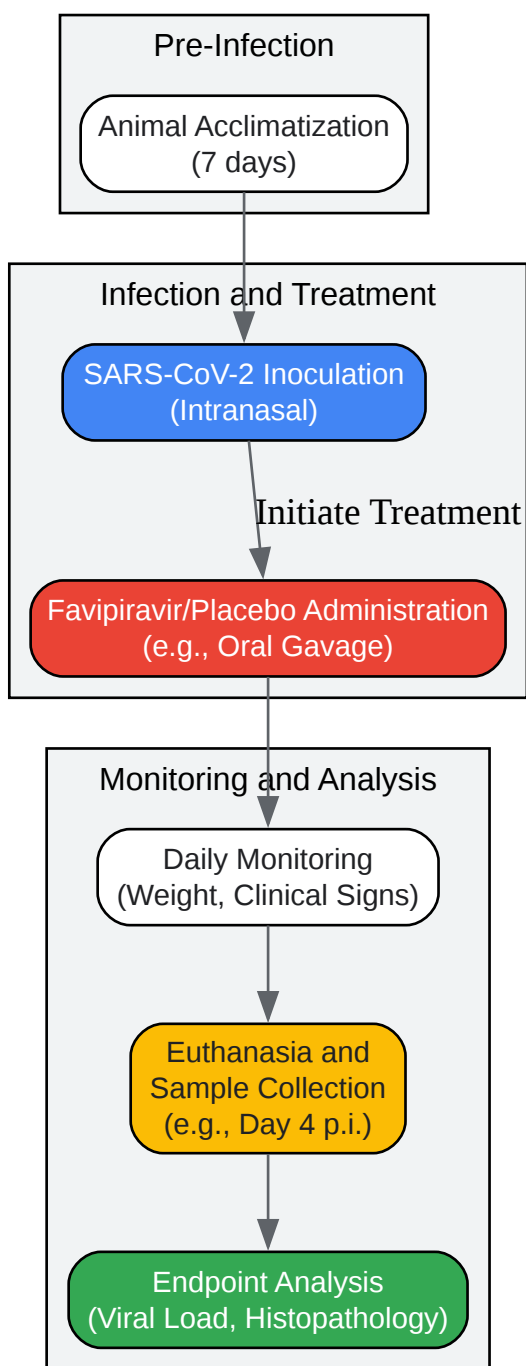 Pre-Infection
Animal Acclimatization
(7 days)
Infection and Treatment
SARS-CoV-2 Inoculation
(Intranasal)
Initiate Treatment
Favipiravir/Placebo Administration
(e.g., Oral Gavage)
Monitoring and Analysis
Daily Monitoring
(Weight, Clinical Signs)
Euthanasia and
Sample Collection
(e.g., Day 4 p.i.)
Endpoint Analysis
(Viral Load, Histopathology)